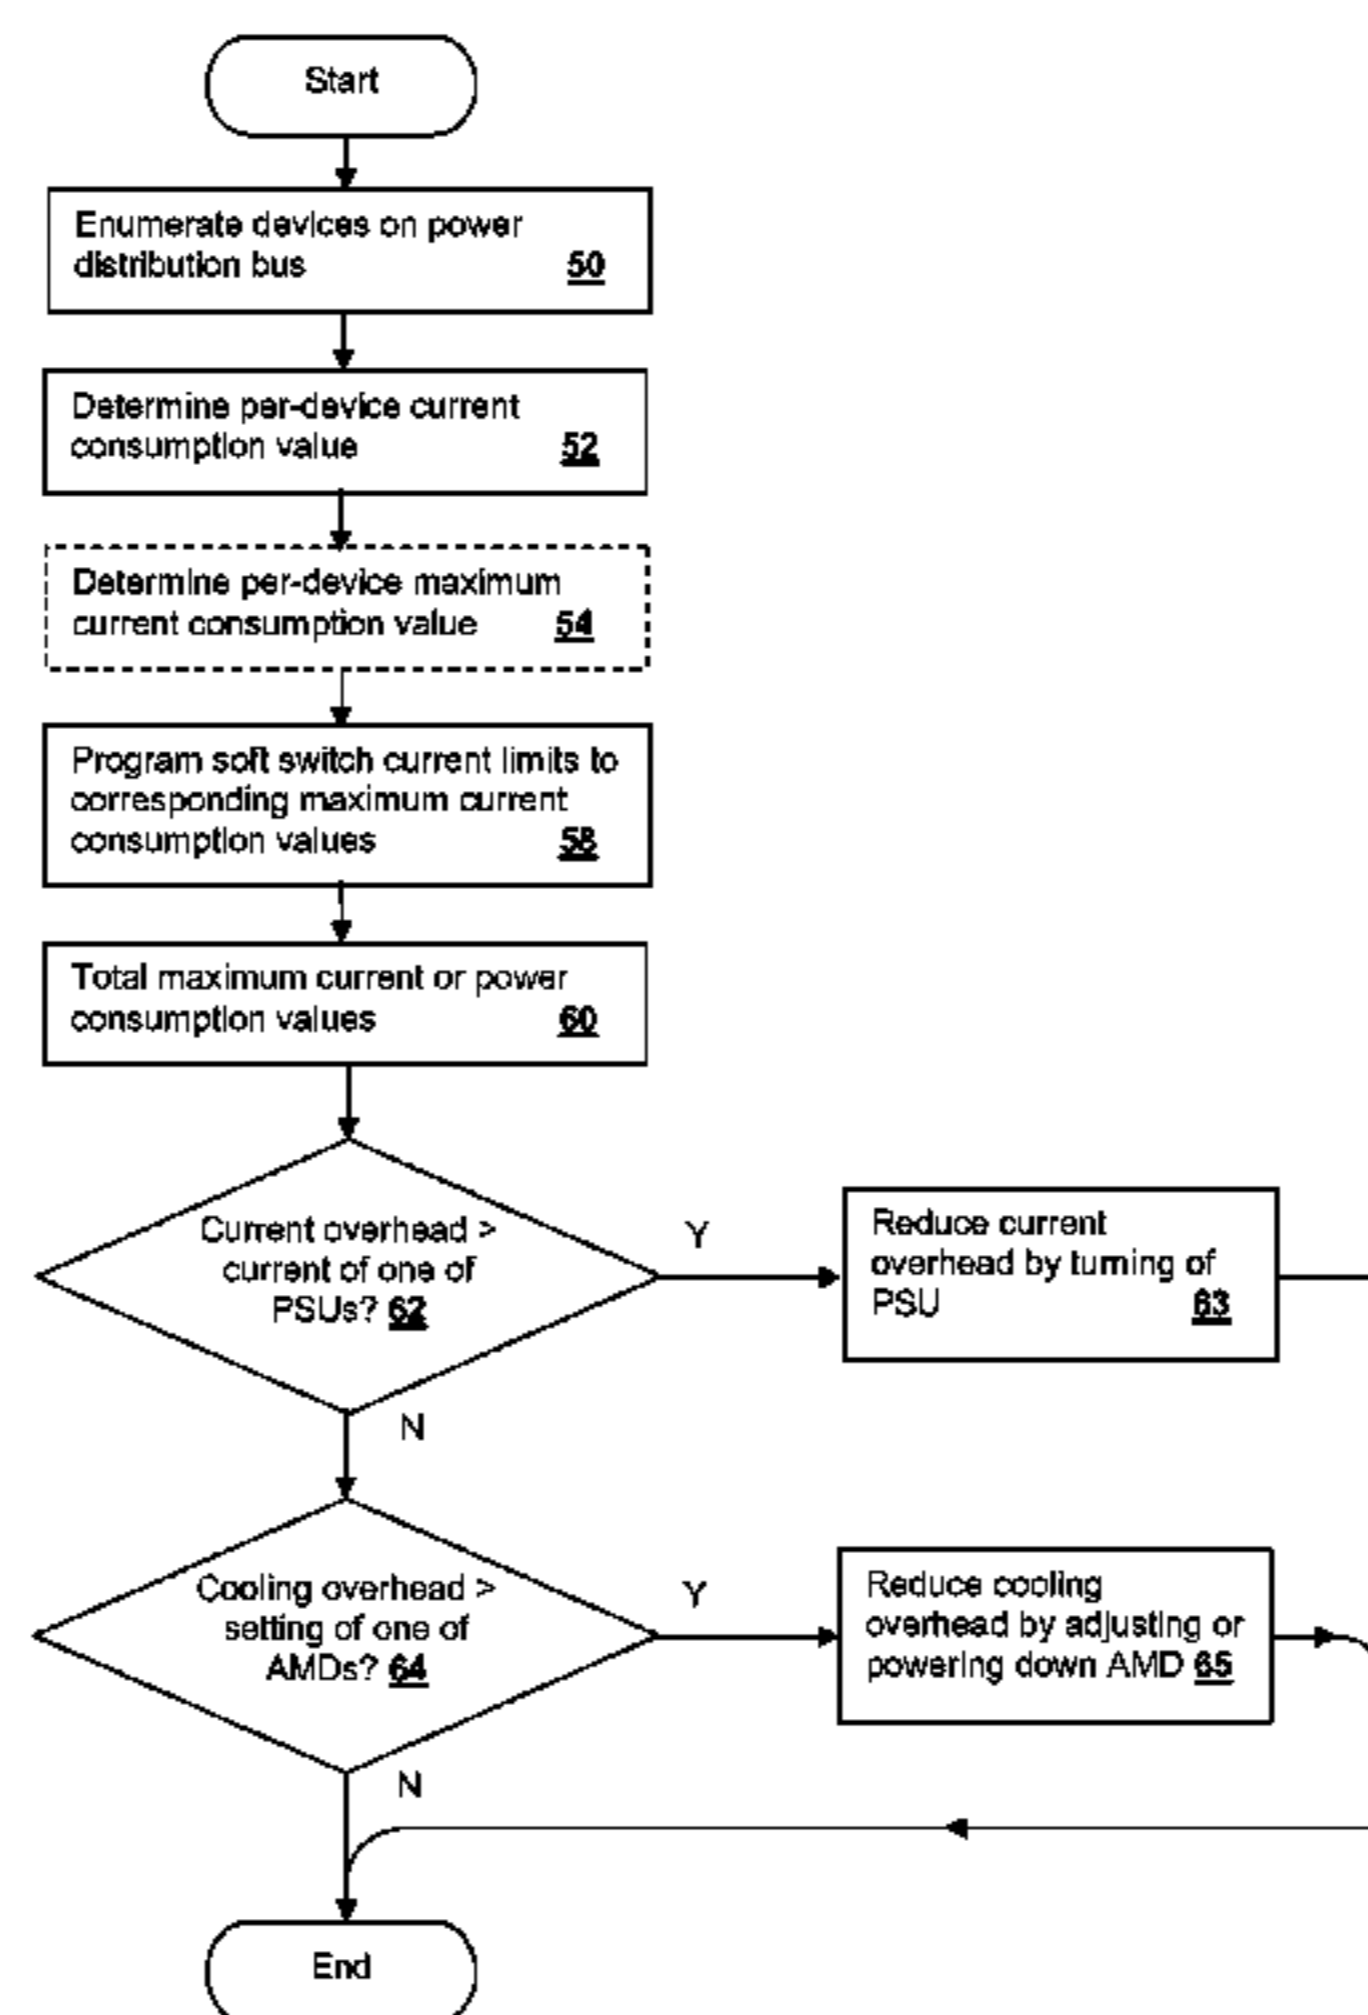 Start
Enumerate devices on power
distribution bus 50
Determine per-device current
consumption value 52
Determine per-device maximum
current consumption value 54
Program soft switch current limits to
corresponding maximum current
consumption values 58
Total maximum current or power
consumption values 60
Current overhead >
current of one of
PSUs? 62
Y
Reduce current
overhead by turning of
PSU 63
N
Cooling overhead >
setting of one of
AMDs? 64
Y
Reduce cooling
overhead by adjusting or
powering down AMD 65
N
End